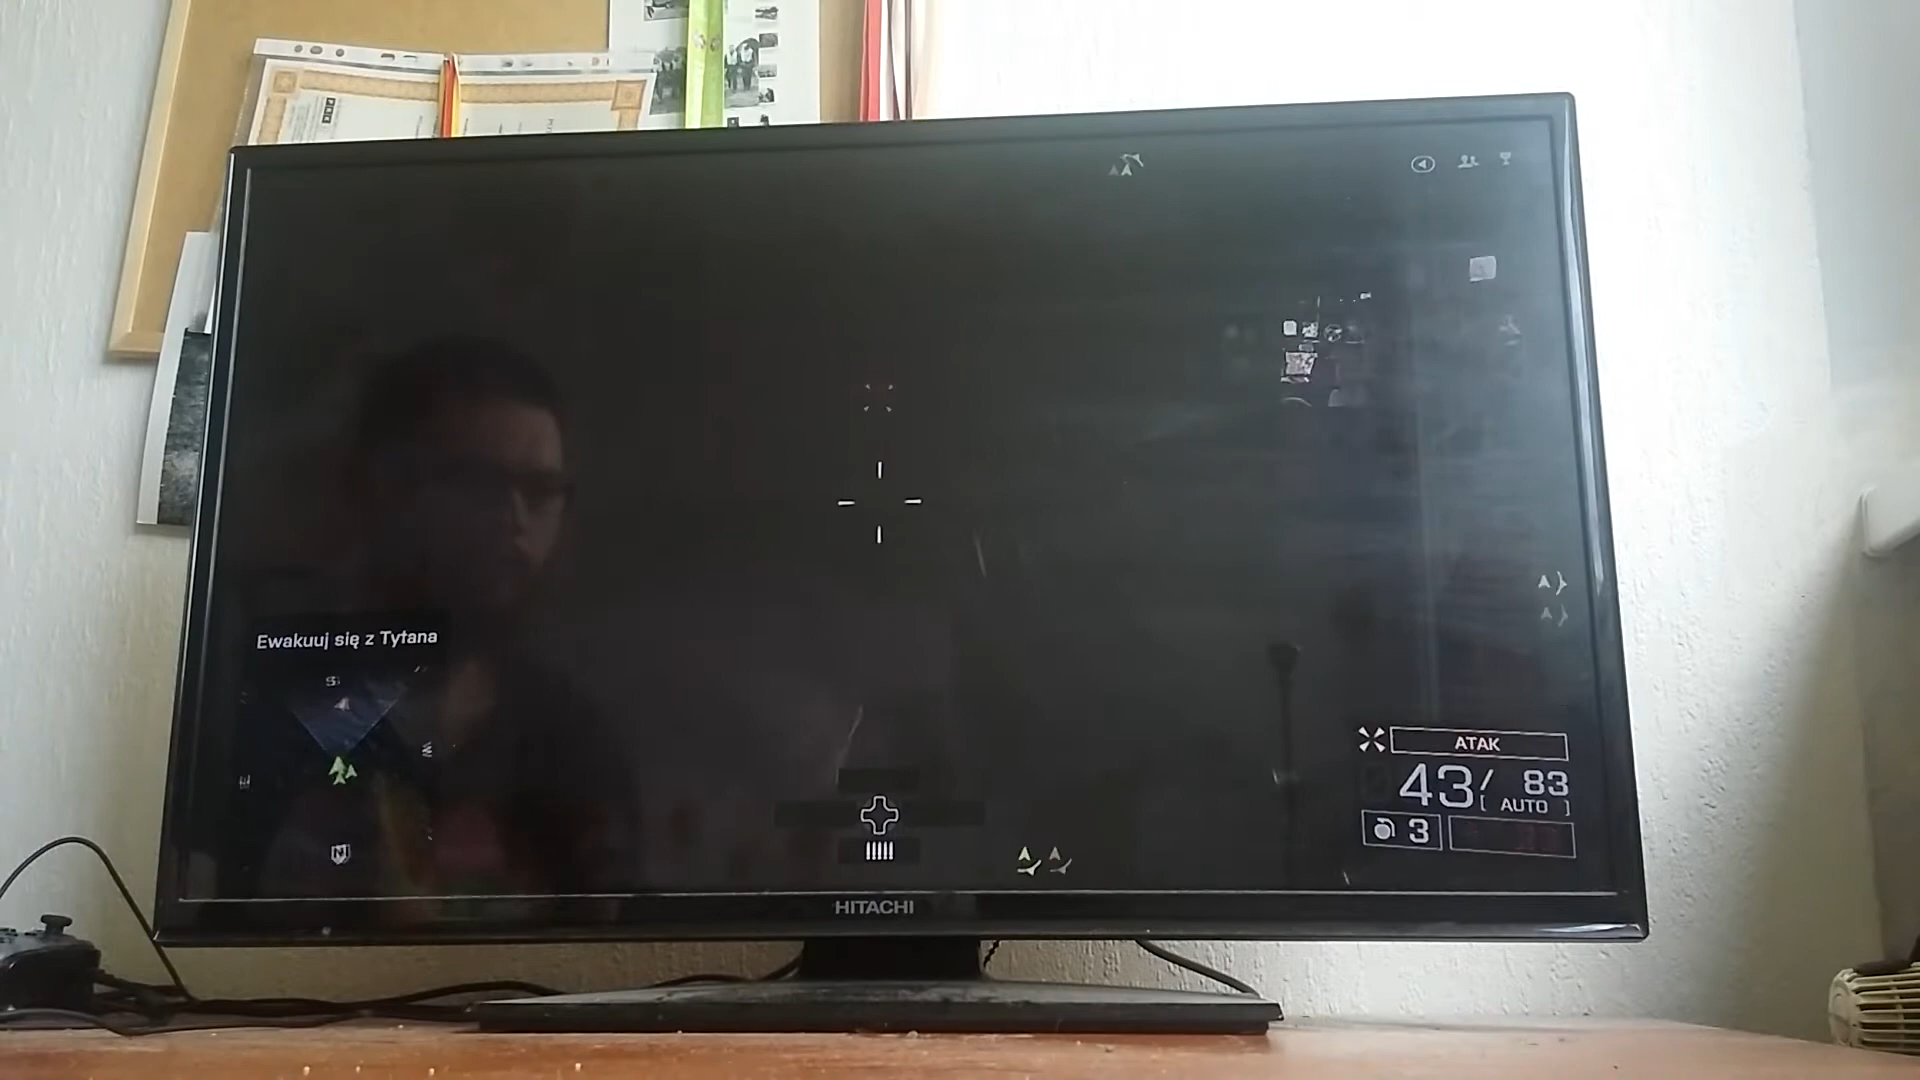 Ewakuuj się z Tytana
S
W
E
N
ATAK
43/ 83
[ AUTO ]
3
HITACHI